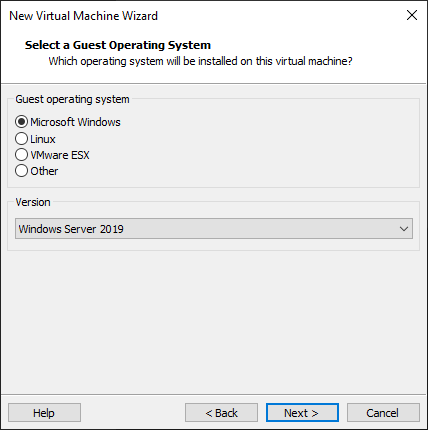 New Virtual Machine Wizard
Select a Guest Operating System
Which operating system will be installed on this virtual machine?
Guest operating system
Microsoft Windows
Linux
VMware ESX
Other
Version
Windows Server 2019
Help
< Back
Next >
Cancel